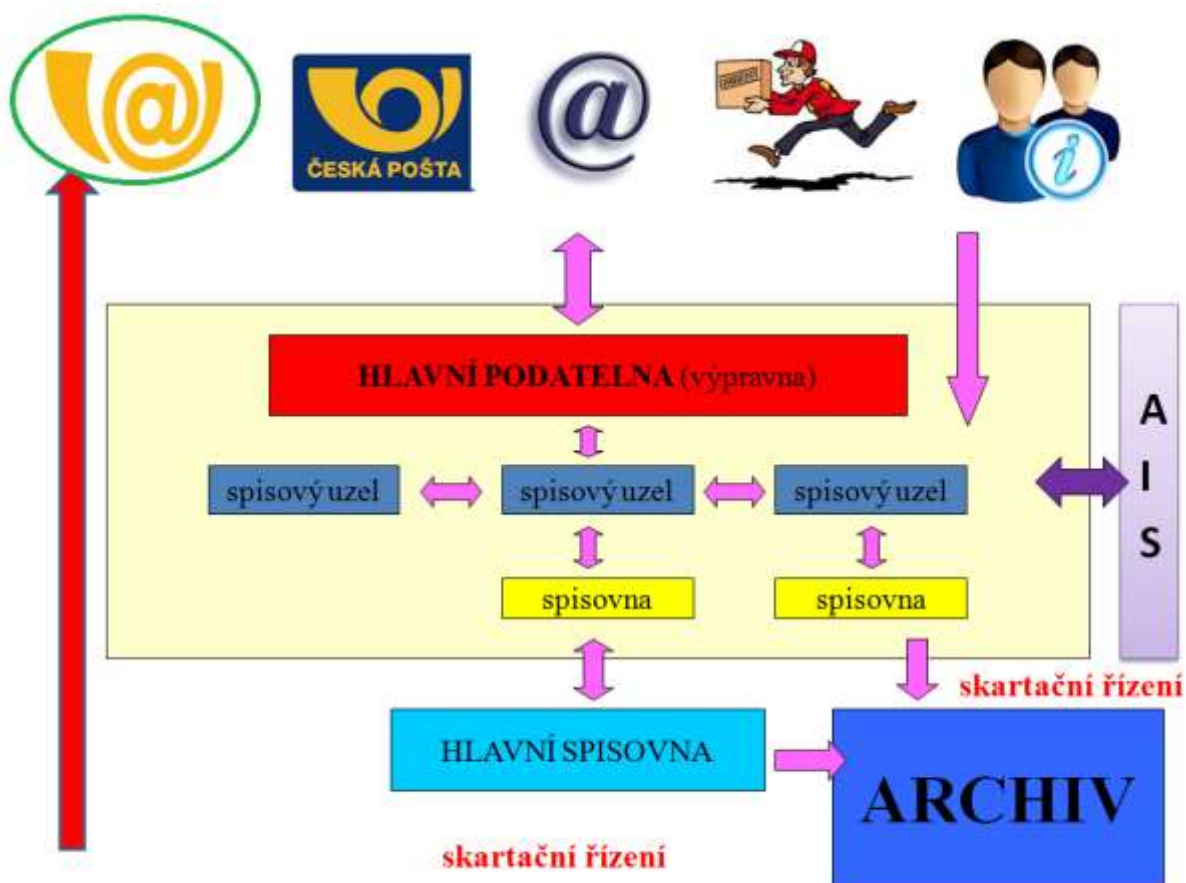 @
ČESKÁ POŠTA
@
i
HLAVNÍ PODATELNA (výpravna)
spisový uzel
spisový uzel
spisový uzel
spisovna
spisovna
A
I
S
skartační řízení
HLAVNÍ SPISOVNA
ARCHIV
skartační řízení